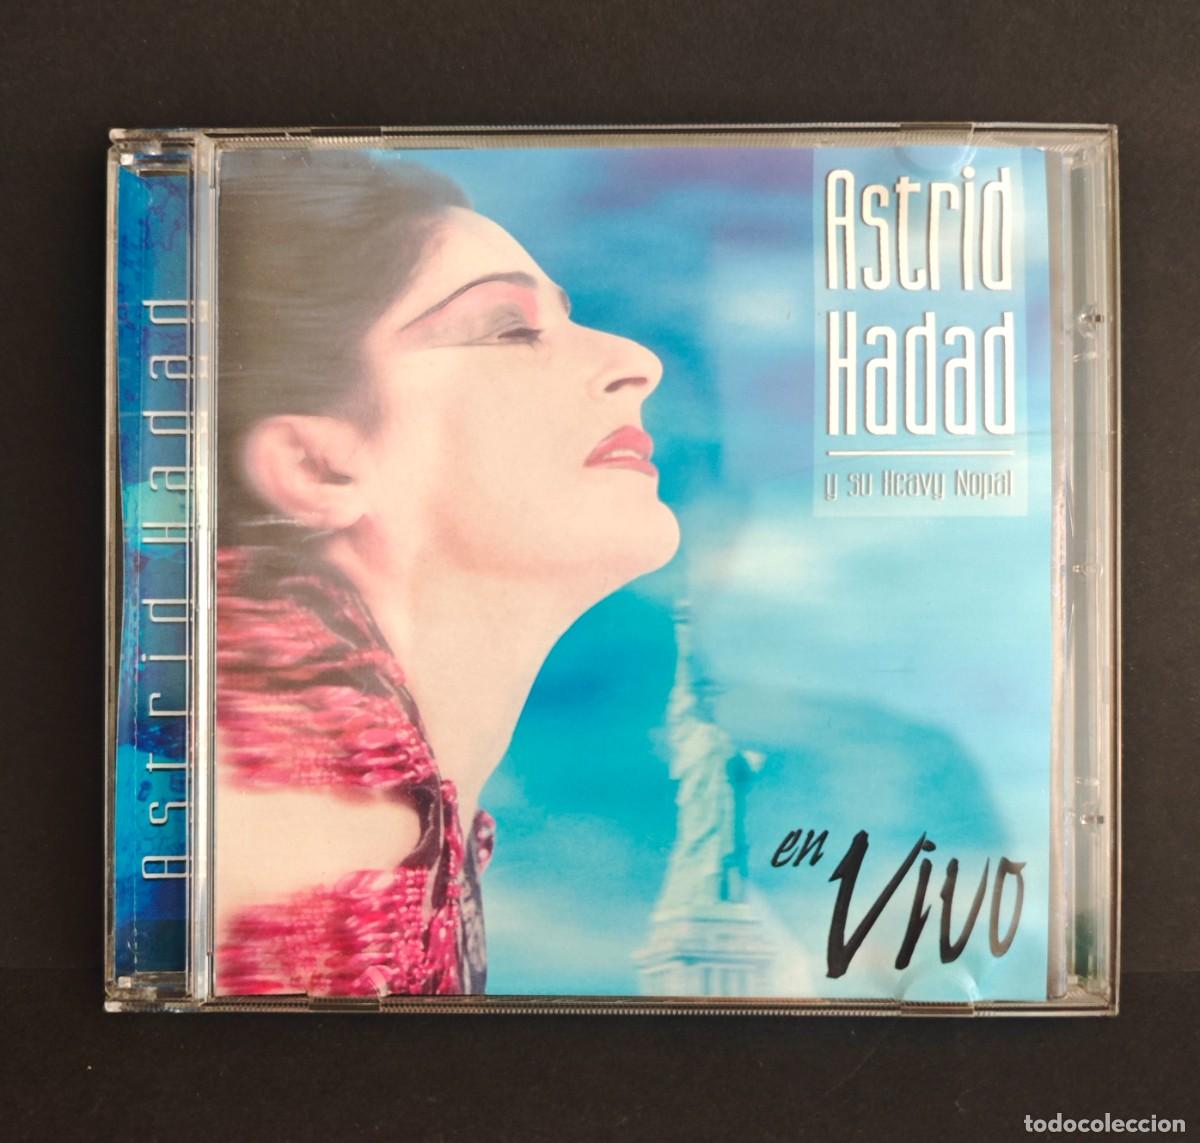 Astrid
Hadad
y su Heavy Nopal
en Vivo
Astrid Hadad
todocoleccion